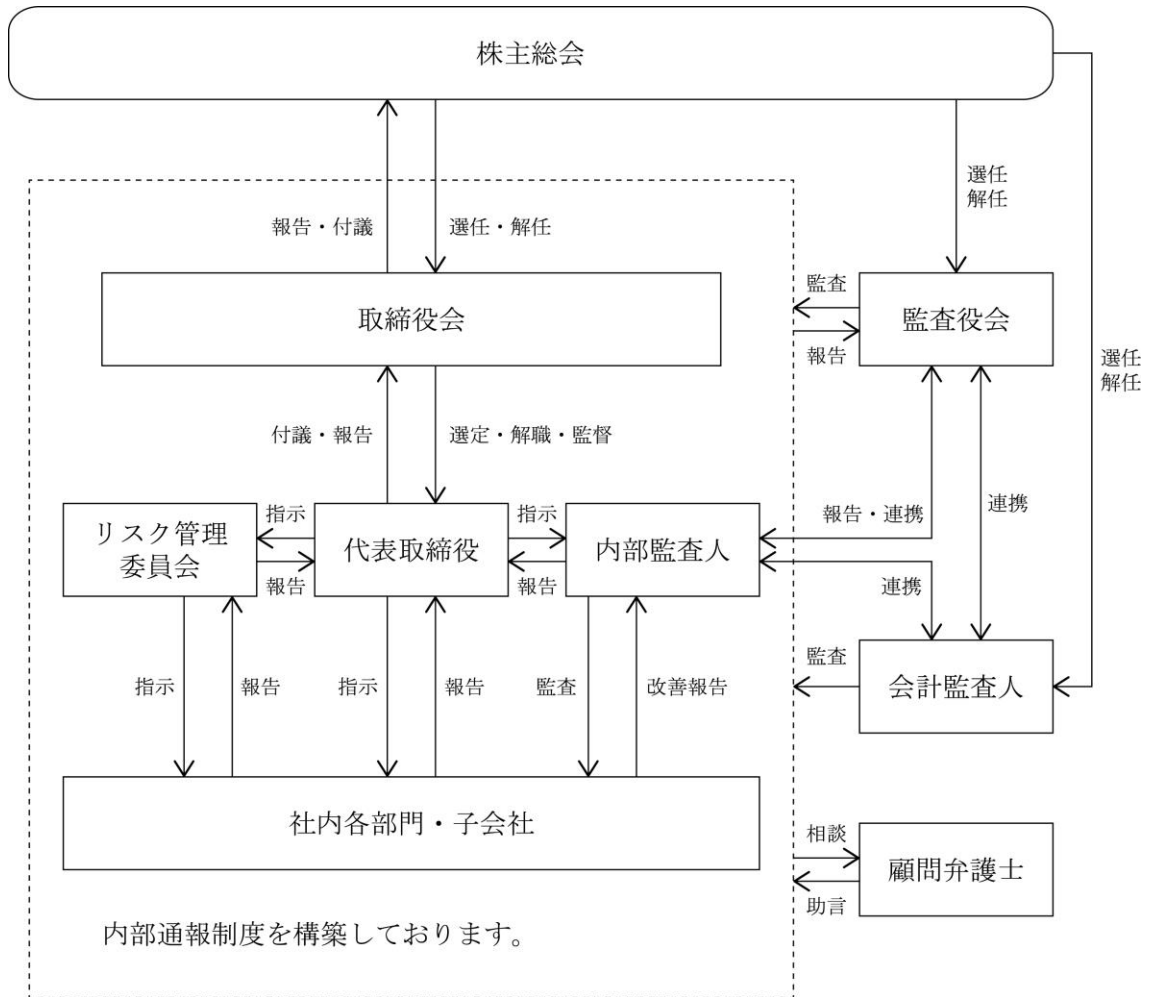 株主総会
選任
解任
報告・付議
選任・解任
監査
取締役会
監査役会
報告
選任
解任
付議・報告
選定・解職・監督
リスク管理
委員会
指示
報告
代表取締役
指示
報告
内部監査人
報告・連携
連携
連携
指示
報告
指示
報告
監査
改善報告
監査
会計監査人
社内各部門・子会社
相談
顧問弁護士
助言
内部通報制度を構築しております。